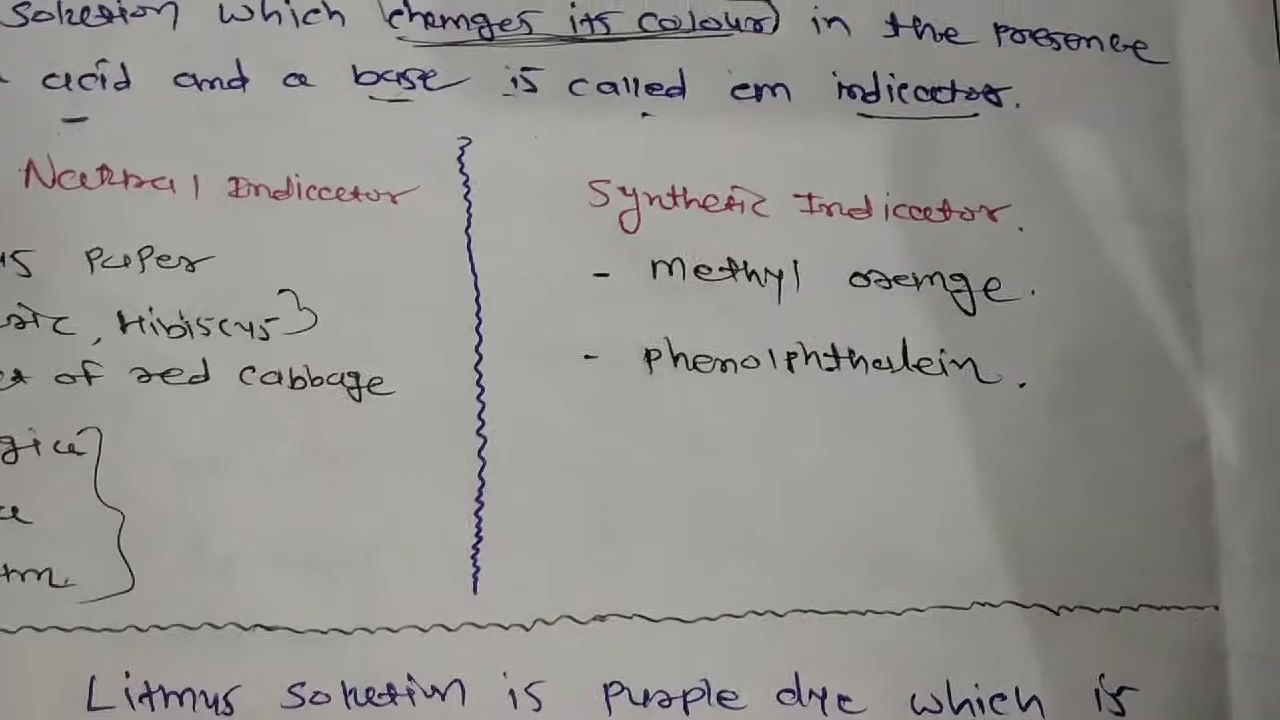 solution which changes its colour in the presence
acid and a base is called an indicator.
Natural Indicator
Synthetic Indicator.
us paper
- methyl orange.
, Hibiscus}
- phenolphthalein.
of red cabbage
Litmus solution is purple dye which is